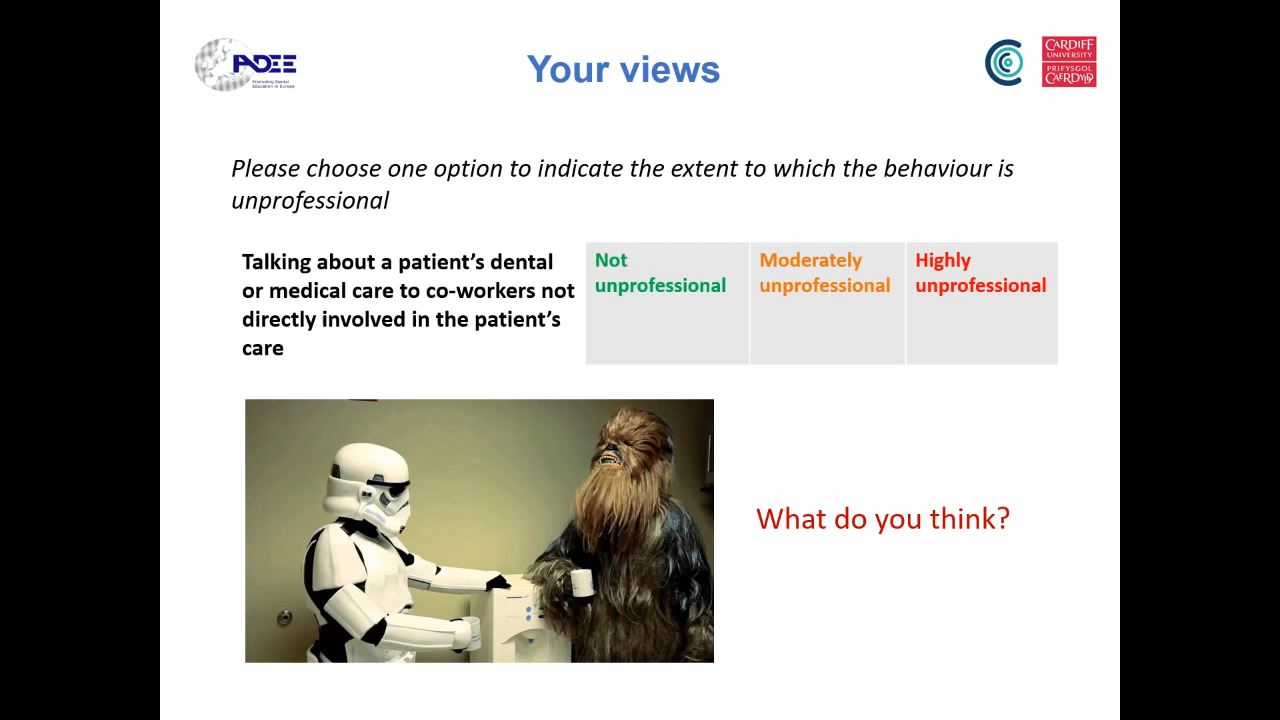 ADEE
Promoting Dental
Education in Europe
Your views
CARDIFF
UNIVERSITY
PRIFYSGOL
CAERDYDD
Please choose one option to indicate the extent to which the behaviour is
unprofessional
Talking about a patient’s dental
or medical care to co-workers not
directly involved in the patient’s
care
Not
unprofessional
Moderately
unprofessional
Highly
unprofessional
What do you think?